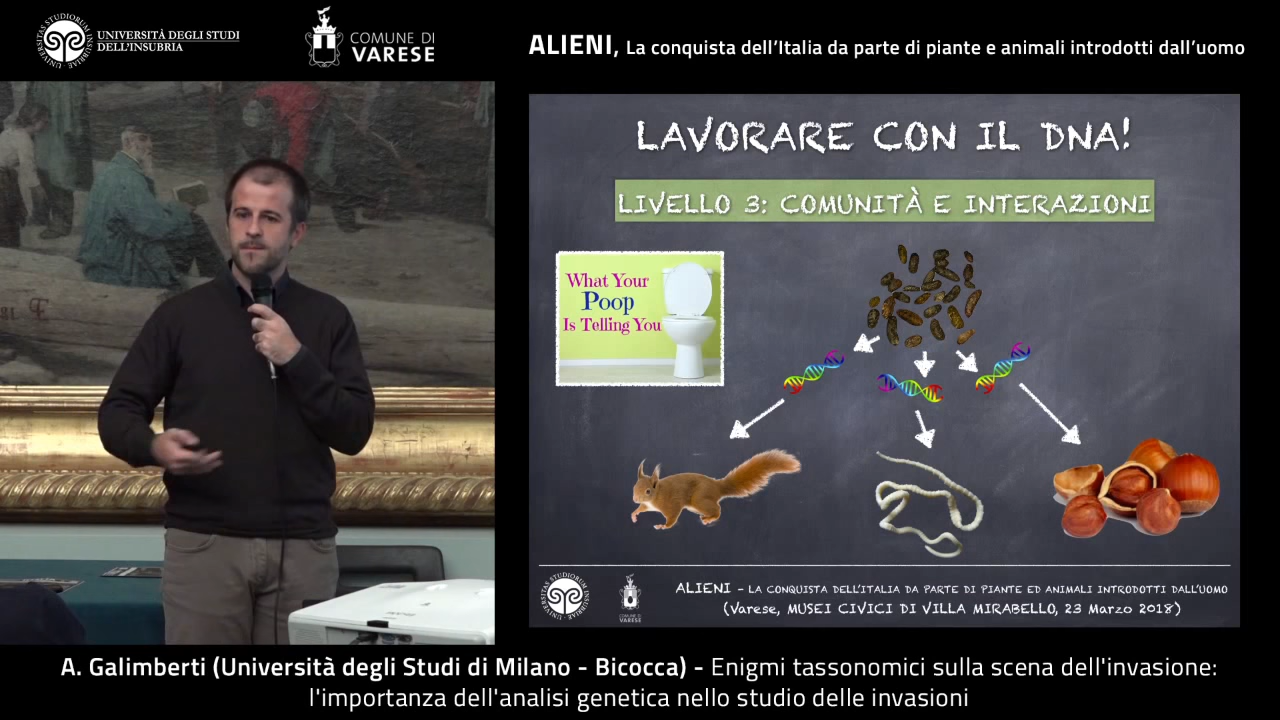 UNIVERSITÀ DEGLI STUDI
DELL'INSUBRIA
COMUNE DI
VARESE
ALIENI, La conquista dell'Italia da parte di piante e animali introdotti dall'uomo
LAVORARE CON IL DNA!
LIVELLO 3: COMUNITÀ E INTERAZIONI
What Your
Poop
Is Telling You
ALIENI - LA CONQUISTA DELL'ITALIA DA PARTE DI PIANTE ED ANIMALI INTRODOTTI DALL'UOMO
(Varese, MUSEI CIVICI DI VILLA MIRABELLO, 23 Marzo 2018)
COMUNE DI
VARESE
A. Galimberti (Università degli Studi di Milano - Bicocca) - Enigmi tassonomici sulla scena dell'invasione:
l'importanza dell'analisi genetica nello studio delle invasioni